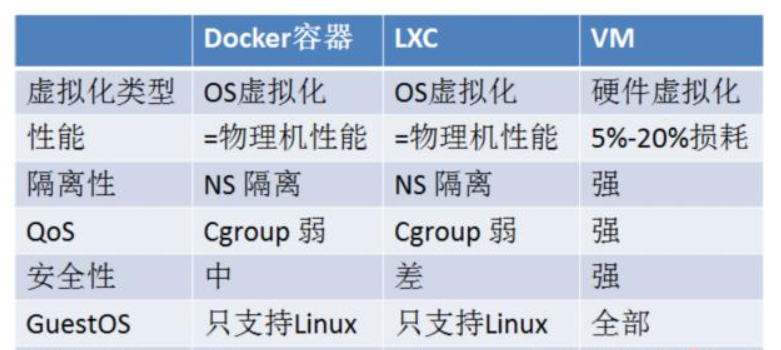 Docker容器 LXC VM
虚拟化类型 OS虚拟化 OS虚拟化 硬件虚拟化
性能 =物理机性能 =物理机性能 5%-20%损耗
隔离性 NS 隔离 NS 隔离 强
QoS Cgroup 弱 Cgroup 弱 强
安全性 中 差 强
GuestOS 只支持Linux 只支持Linux 全部